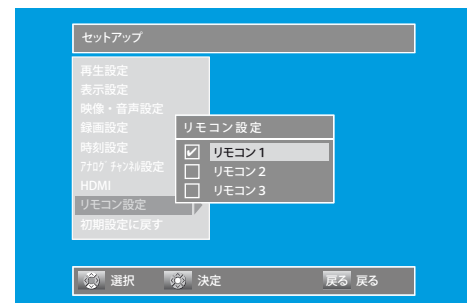 セットアップ
再生設定
表示設定
映像・音声設定
録画設定
時刻設定
ｱﾅﾛｸﾞﾁｬﾝﾈﾙ設定
HDMI
リモコン設定
初期設定に戻す
リモコン設定
リモコン1
リモコン2
リモコン3
選択 決定 戻る 戻る